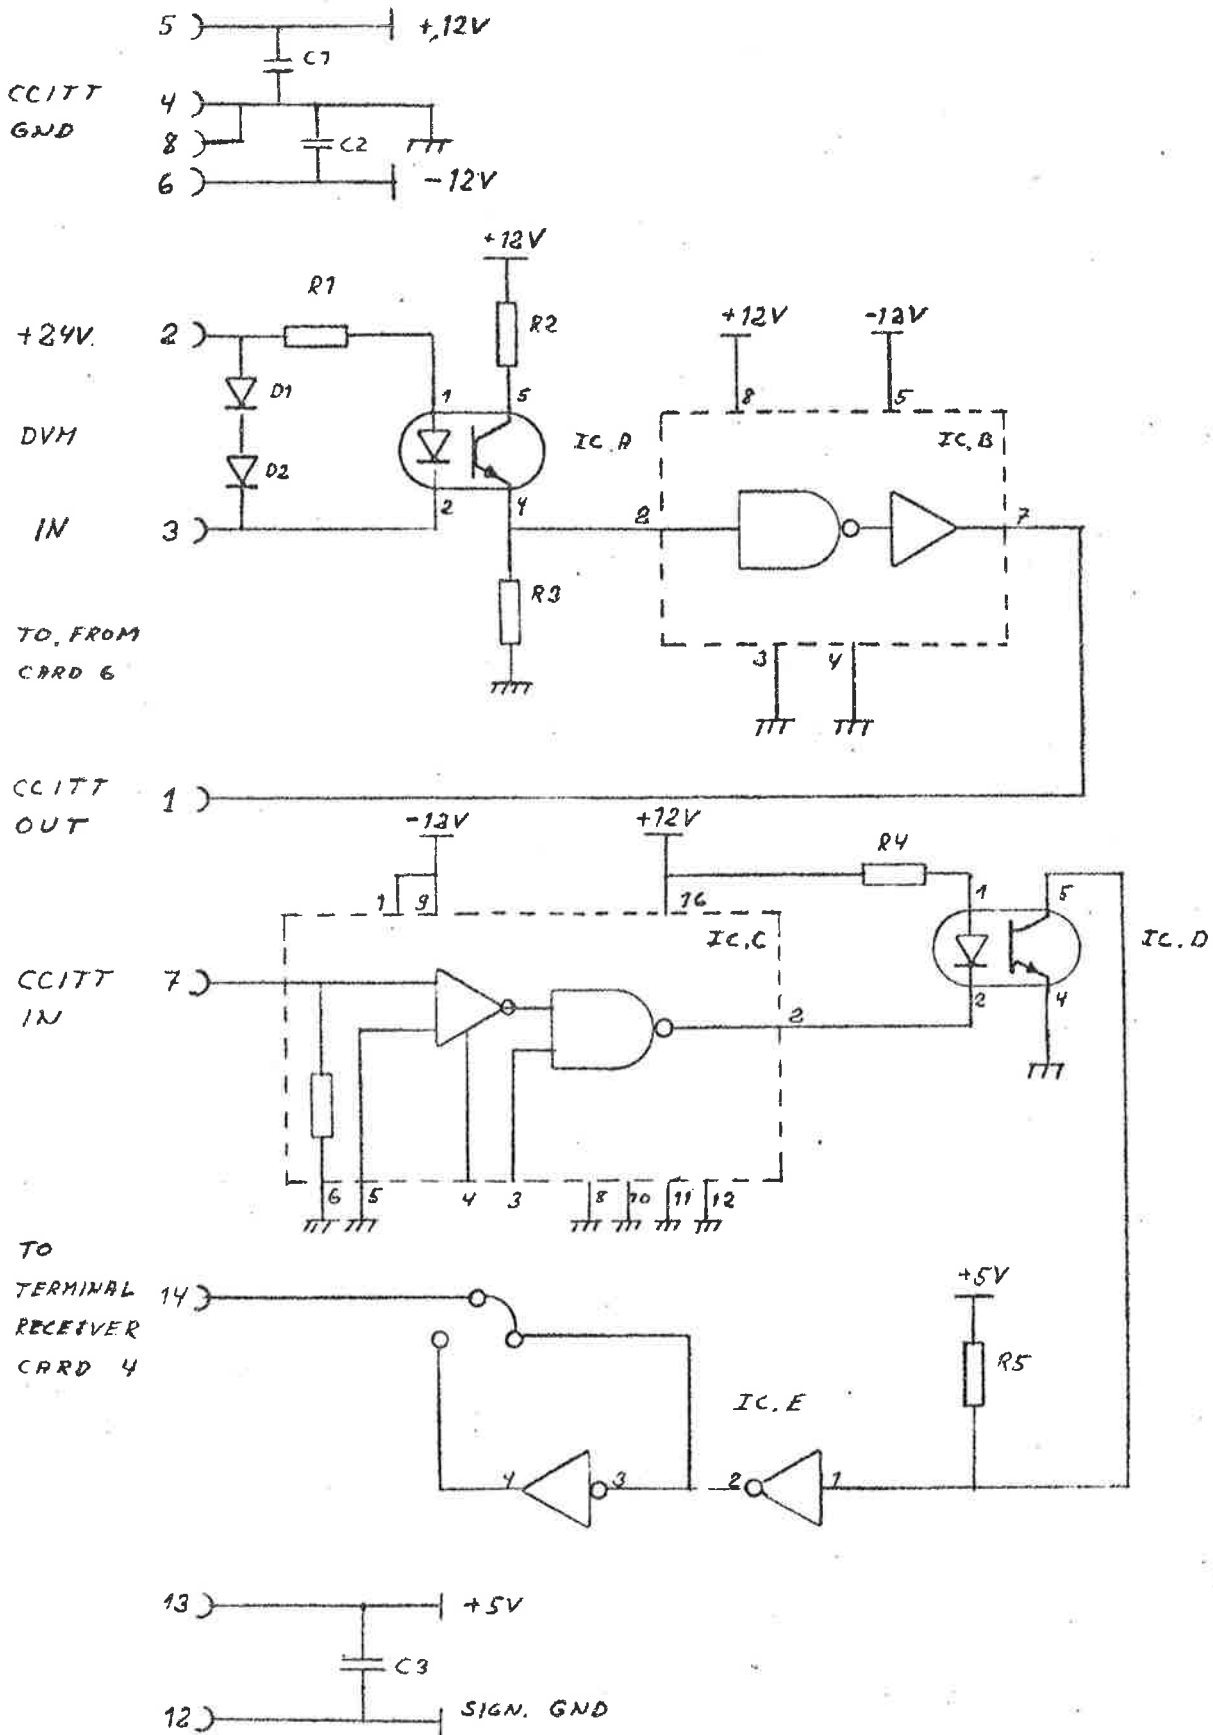 5 +12V
C1
CCITT 4
GND
8 C2
6 -12V
+12V
R1
R2 +12V -12V
+24V. 2
D1 1 5 8 5
DVM IC.A IC.B
D2
2 4
IN 3 2 7
R3
TO, FROM
CARD 6 3 4
CCITT 1
OUT -12V +12V
R4
1 9 16 1 5
IC.C IC.D
CCITT 7
IN 2 4
2
6 5 4 3 8 10 11 12
TO
TERMINAL 14 +5V
RECEIVER
CARD 4 R5
IC.E
4 3 2 1
13 +5V
C3
12 SIGN. GND